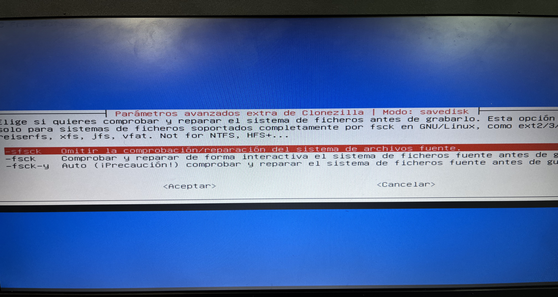 Parámetros avanzados extra de Clonezilla | Modo: savedisk
Elige si quieres comprobar y reparar el sistema de ficheros antes de grabarlo. Esta opción
solo para sistemas de ficheros soportados completamente por fsck en GNU/Linux, como ext2/3/
reiserfs, xfs, jfs, vfat. Not for NTFS, HFS+...
-sfsck Omitir la comprobación/reparación del sistema de archivos fuente.
-fsck Comprobar y reparar de forma interactiva el sistema de ficheros fuente antes de g
-fsck-y Auto (¡Precaución!) comprobar y reparar el sistema de ficheros fuente antes de gu
<Aceptar> <Cancelar>